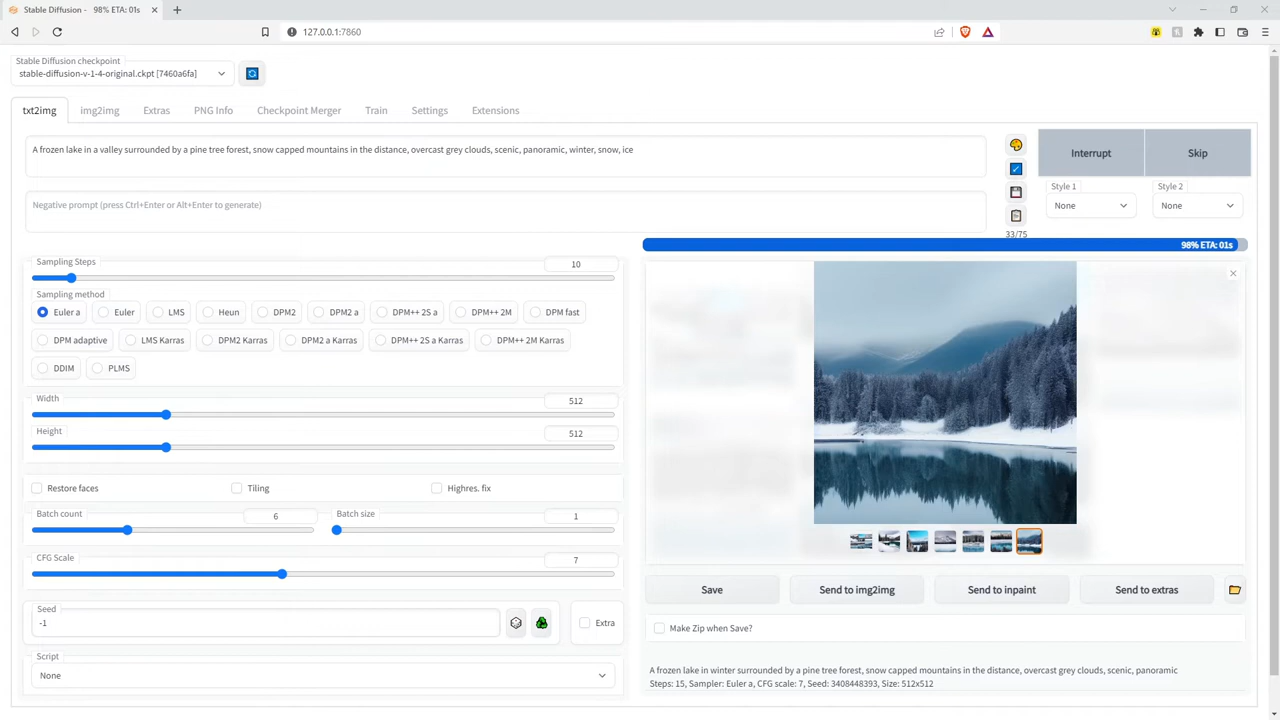 Stable Diffusion - 98% ETA: 01s
127.0.0.1:7860
Stable Diffusion checkpoint
stable-diffusion-v-1-4-original.ckpt [7460a6fa]
txt2img img2img Extras PNG Info Checkpoint Merger Train Settings Extensions
A frozen lake in a valley surrounded by a pine tree forest, snow capped mountains in the distance, overcast grey clouds, scenic, panoramic, winter, snow, ice
Interrupt Skip
Style 1 Style 2
None None
Negative prompt (press Ctrl+Enter or Alt+Enter to generate)
33/75
98% ETA: 01s
Sampling Steps 10
Sampling method
Euler a Euler LMS Heun DPM2 DPM2 a DPM++ 2S a DPM++ 2M DPM fast
DPM adaptive LMS Karras DPM2 Karras DPM2 a Karras DPM++ 2S a Karras DPM++ 2M Karras
DDIM PLMS
Width 512
Height 512
Restore faces Tiling Highres. fix
Batch count 6 Batch size 1
CFG Scale 7
Seed
-1
Extra
Script
None
Save Send to img2img Send to inpaint Send to extras
Make Zip when Save?
A frozen lake in winter surrounded by a pine tree forest, snow capped mountains in the distance, overcast grey clouds, scenic, panoramic
Steps: 15, Sampler: Euler a, CFG scale: 7, Seed: 3408448393, Size: 512x512